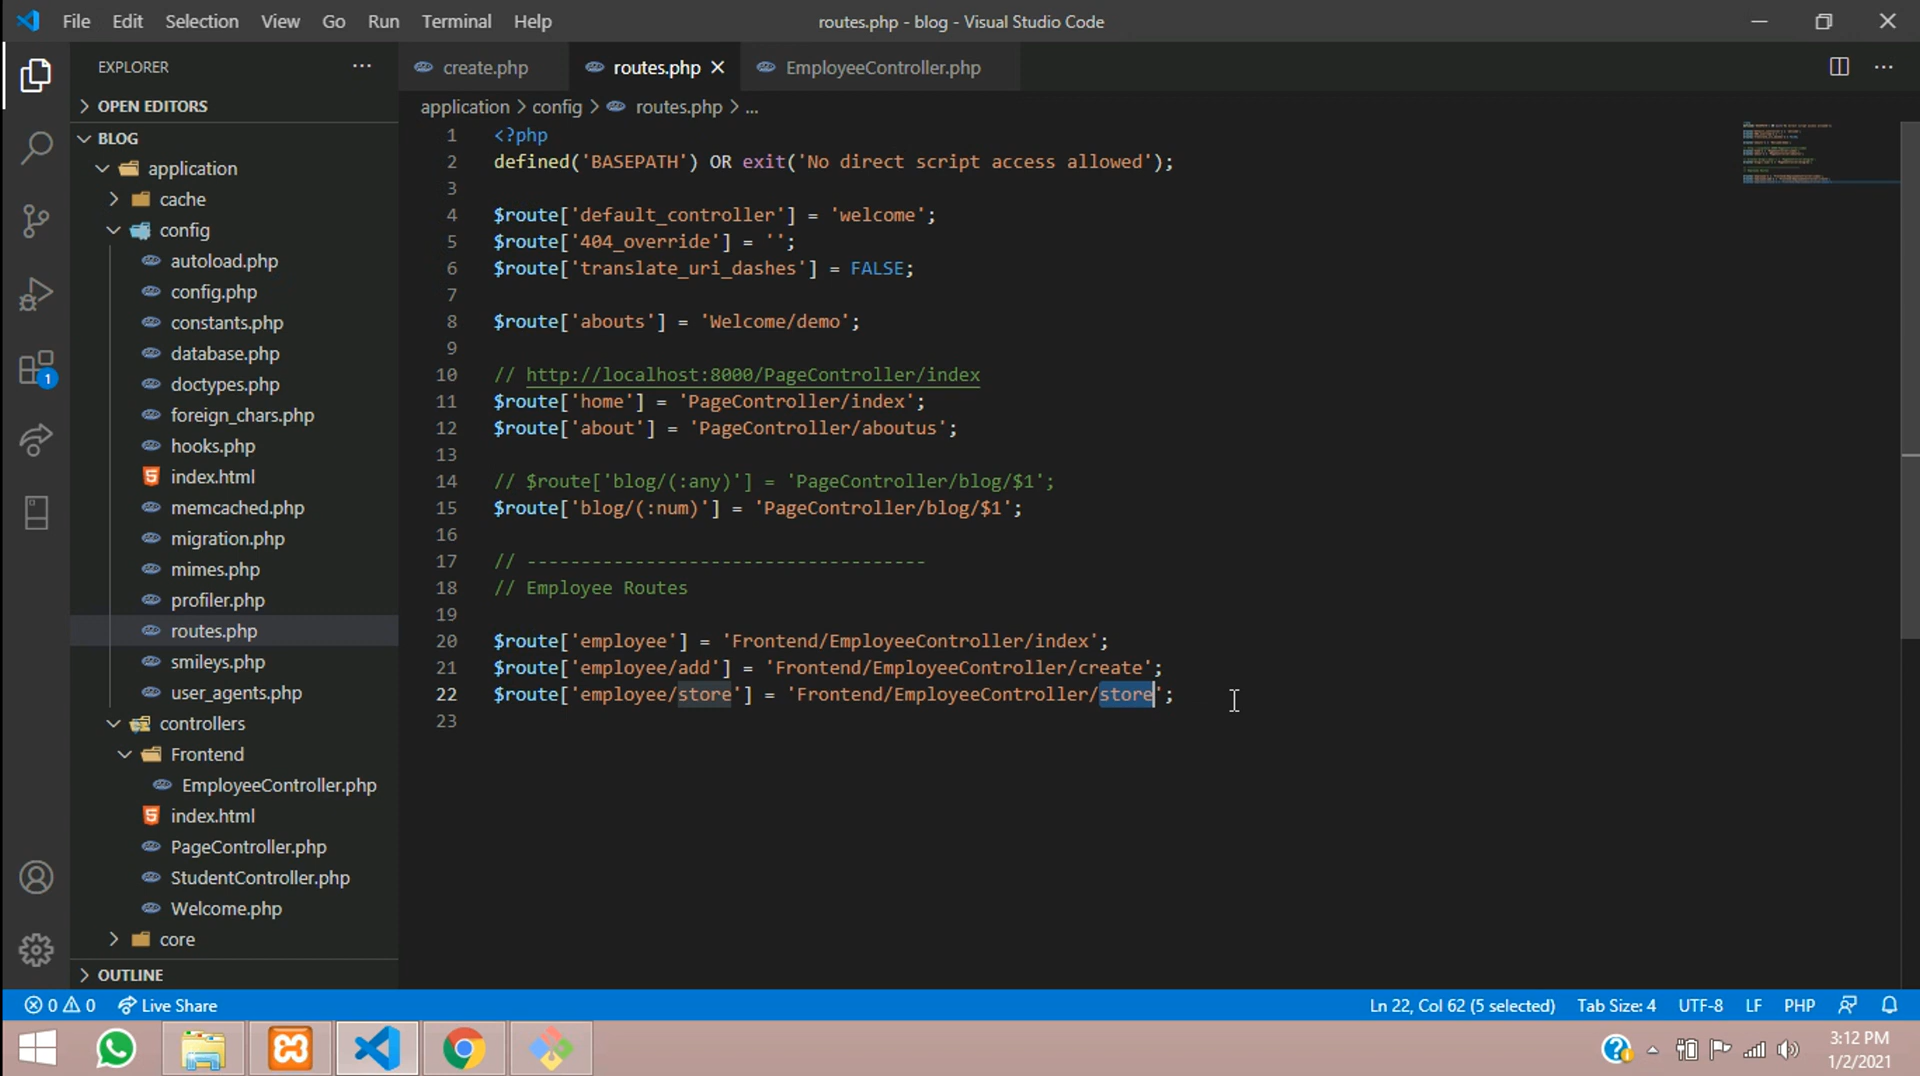 File Edit Selection View Go Run Terminal Help
routes.php - blog - Visual Studio Code
EXPLORER
OPEN EDITORS
BLOG
application
cache
config
autoload.php
config.php
constants.php
database.php
doctypes.php
foreign_chars.php
hooks.php
index.html
memcached.php
migration.php
mimes.php
profiler.php
routes.php
smileys.php
user_agents.php
controllers
Frontend
EmployeeController.php
index.html
PageController.php
StudentController.php
Welcome.php
core
OUTLINE
1
create.php routes.php EmployeeController.php
application > config > routes.php > ...
1 <?php
2 defined('BASEPATH') OR exit('No direct script access allowed');
3
4 $route['default_controller'] = 'welcome';
5 $route['404_override'] = '';
6 $route['translate_uri_dashes'] = FALSE;
7
8 $route['abouts'] = 'Welcome/demo';
9
10 // http://localhost:8000/PageController/index
11 $route['home'] = 'PageController/index';
12 $route['about'] = 'PageController/aboutus';
13
14 // $route['blog/(:any)'] = 'PageController/blog/$1';
15 $route['blog/(:num)'] = 'PageController/blog/$1';
16
17 // -------------------------------------
18 // Employee Routes
19
20 $route['employee'] = 'Frontend/EmployeeController/index';
21 $route['employee/add'] = 'Frontend/EmployeeController/create';
22 $route['employee/store'] = 'Frontend/EmployeeController/store';
23
0 0 Live Share
Ln 22, Col 62 (5 selected) Tab Size: 4 UTF-8 LF PHP
3:12 PM
1/2/2021